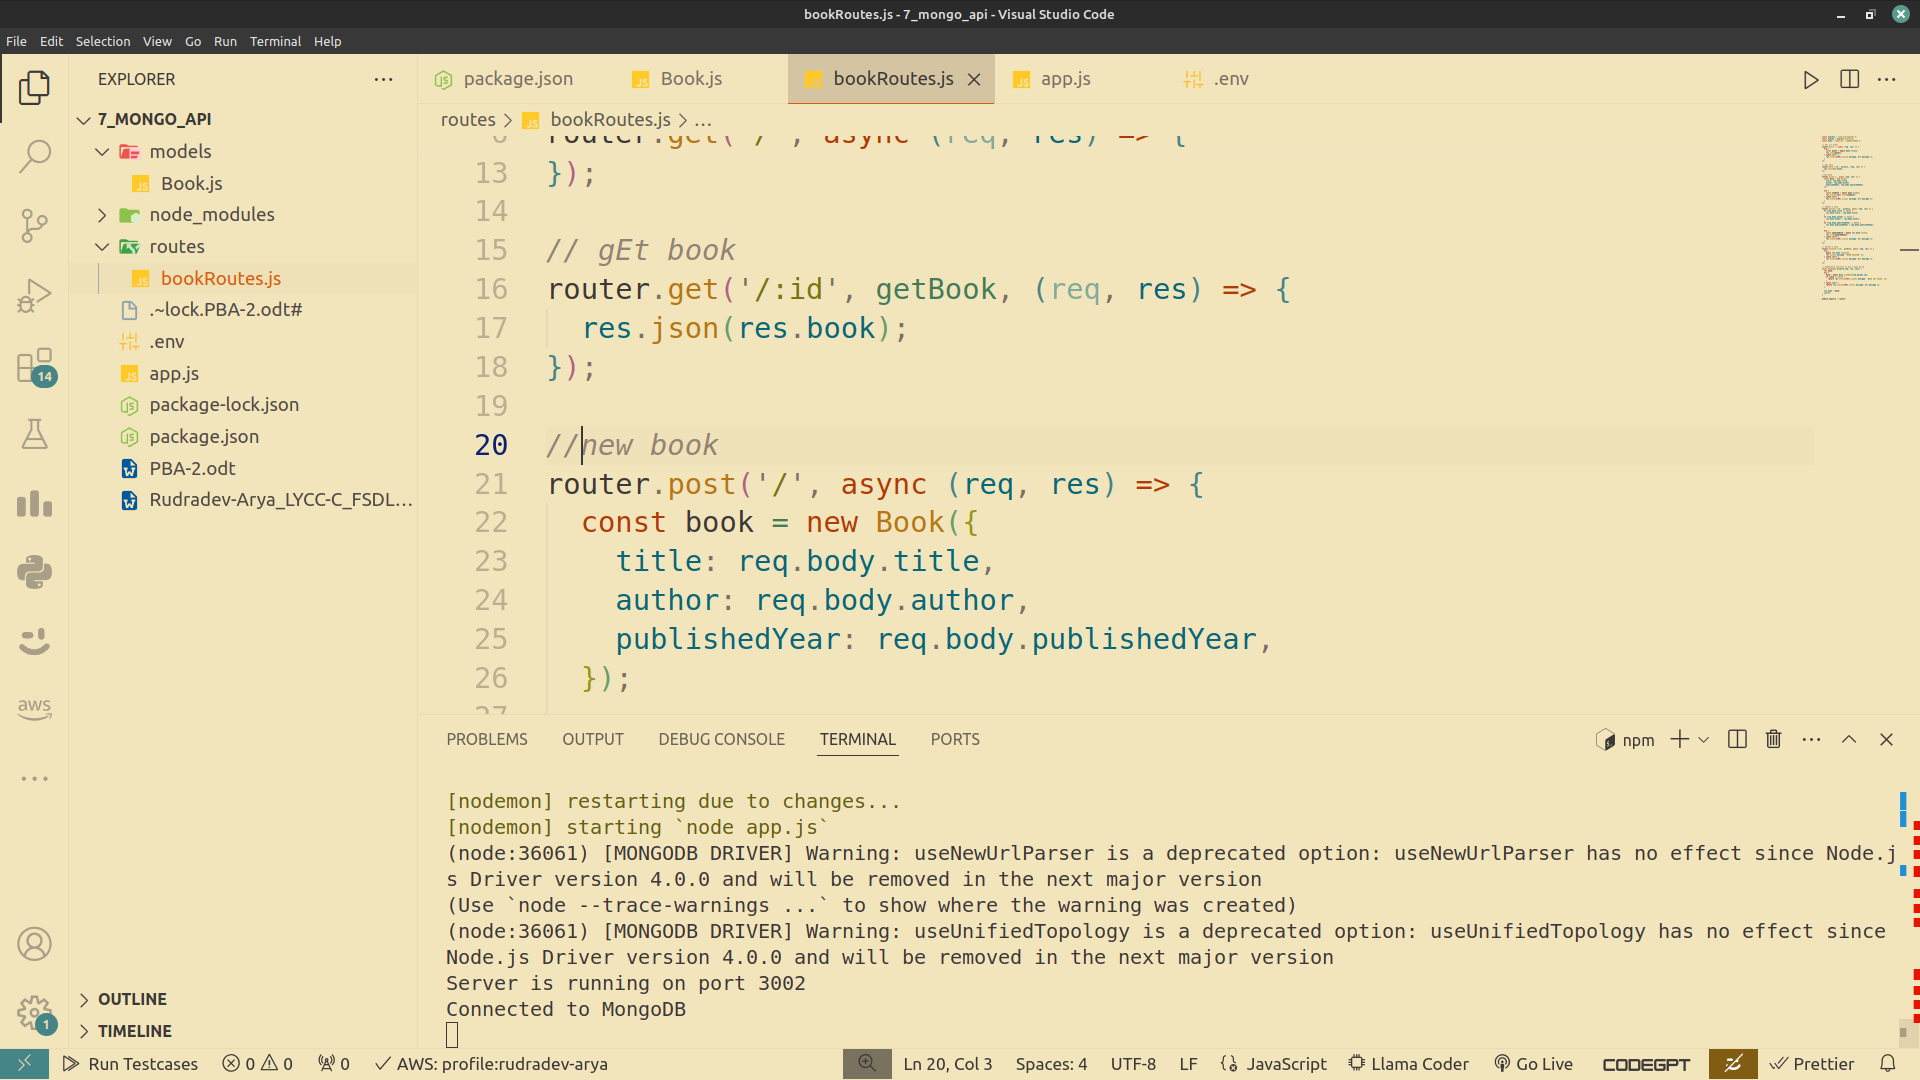 bookRoutes.js - 7_mongo_api - Visual Studio Code
File Edit Selection View Go Run Terminal Help
EXPLORER
package.json Book.js bookRoutes.js app.js .env
7_MONGO_API
models
Book.js
node_modules
routes
bookRoutes.js
.~lock.PBA-2.odt#
.env
app.js
package-lock.json
package.json
PBA-2.odt
Rudradev-Arya_LYCC-C_FSDL...
OUTLINE
TIMELINE
14
aws
1
routes > bookRoutes.js > ...
6 router.get('/', async (req, res) => {
13 });
14
15 // gEt book
16 router.get('/:id', getBook, (req, res) => {
17 res.json(res.book);
18 });
19
20 //new book
21 router.post('/', async (req, res) => {
22 const book = new Book({
23 title: req.body.title,
24 author: req.body.author,
25 publishedYear: req.body.publishedYear,
26 });
27
PROBLEMS OUTPUT DEBUG CONSOLE TERMINAL PORTS
npm
[nodemon] restarting due to changes...
[nodemon] starting `node app.js`
(node:36061) [MONGODB DRIVER] Warning: useNewUrlParser is a deprecated option: useNewUrlParser has no effect since Node.j
s Driver version 4.0.0 and will be removed in the next major version
(Use `node --trace-warnings ...` to show where the warning was created)
(node:36061) [MONGODB DRIVER] Warning: useUnifiedTopology is a deprecated option: useUnifiedTopology has no effect since
Node.js Driver version 4.0.0 and will be removed in the next major version
Server is running on port 3002
Connected to MongoDB
Run Testcases 0 0 0 AWS: profile:rudradev-arya Ln 20, Col 3 Spaces: 4 UTF-8 LF JavaScript Llama Coder Go Live CODEGPT Prettier